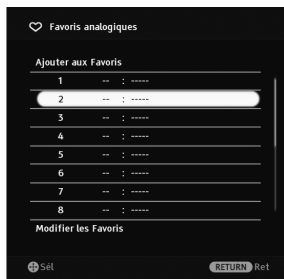 Favoris analogiques
Ajouter aux Favoris
1 -- : -----
2 -- : -----
3 -- : -----
4 -- : -----
5 -- : -----
6 -- : -----
7 -- : -----
8 -- : -----
Modifier les Favoris
Sél RETURN Ret